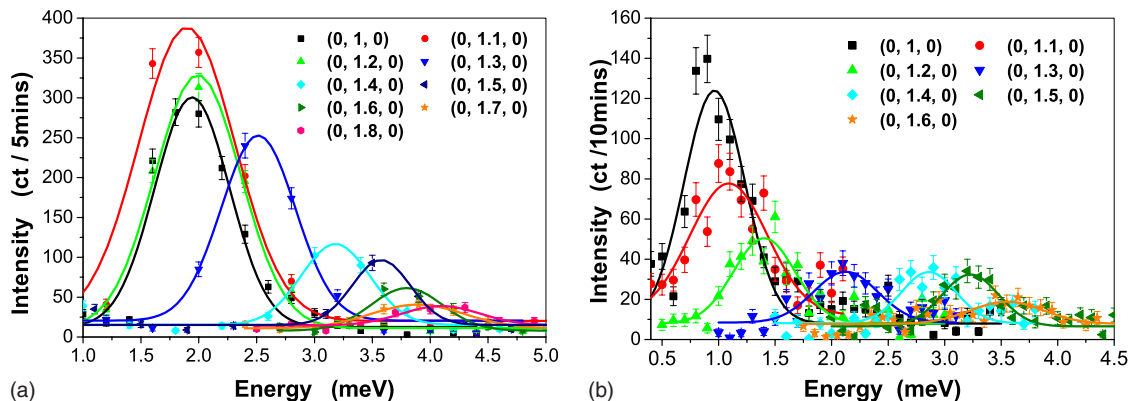 400
350
300
250
200
150
100
50
0
Intensity (ct / 5mins)
(0, 1, 0) (0, 1.1, 0)
(0, 1.2, 0) (0, 1.3, 0)
(0, 1.4, 0) (0, 1.5, 0)
(0, 1.6, 0) (0, 1.7, 0)
(0, 1.8, 0)
1.0 1.5 2.0 2.5 3.0 3.5 4.0 4.5 5.0
Energy (meV)
(a)
160
140
120
100
80
60
40
20
0
Intensity (ct /10mins)
(0, 1, 0) (0, 1.1, 0)
(0, 1.2, 0) (0, 1.3, 0)
(0, 1.4, 0) (0, 1.5, 0)
(0, 1.6, 0)
0.5 1.0 1.5 2.0 2.5 3.0 3.5 4.0 4.5
Energy (meV)
(b)